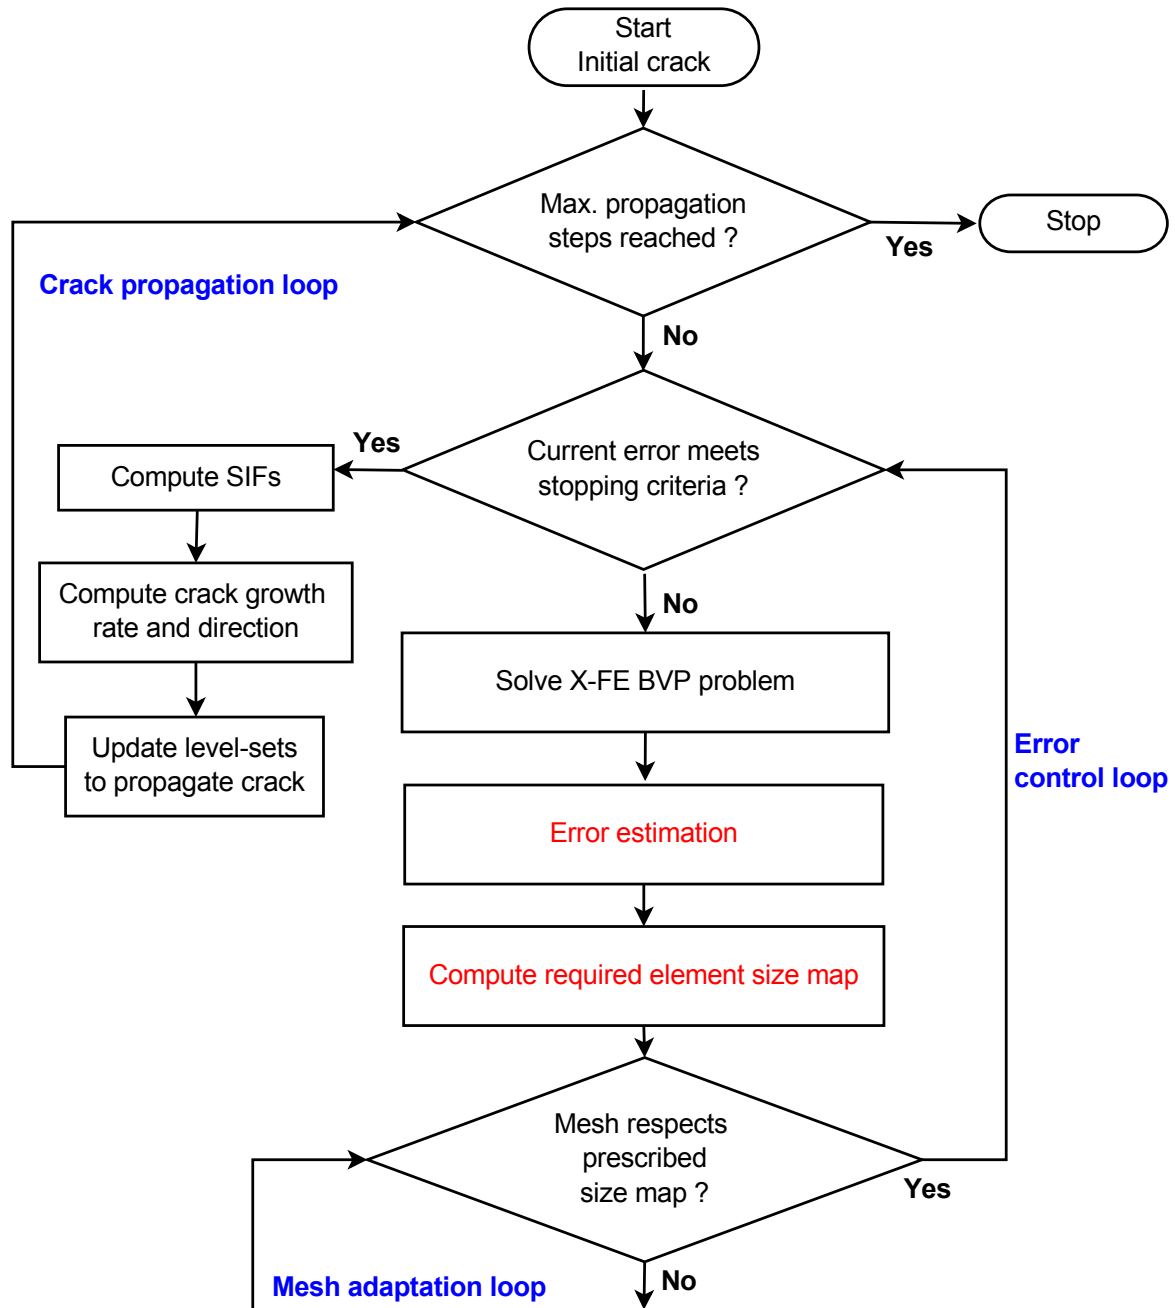 Start
Initial crack
Max. propagation
steps reached ?
Yes
Stop
Crack propagation loop
No
Current error meets
stopping criteria ?
Yes
Compute SIFs
Compute crack growth
rate and direction
Update level-sets
to propagate crack
No
Solve X-FE BVP problem
Error
control loop
Error estimation
Compute required element size map
Mesh respects
prescribed
size map ?
Yes
No
Mesh adaptation loop